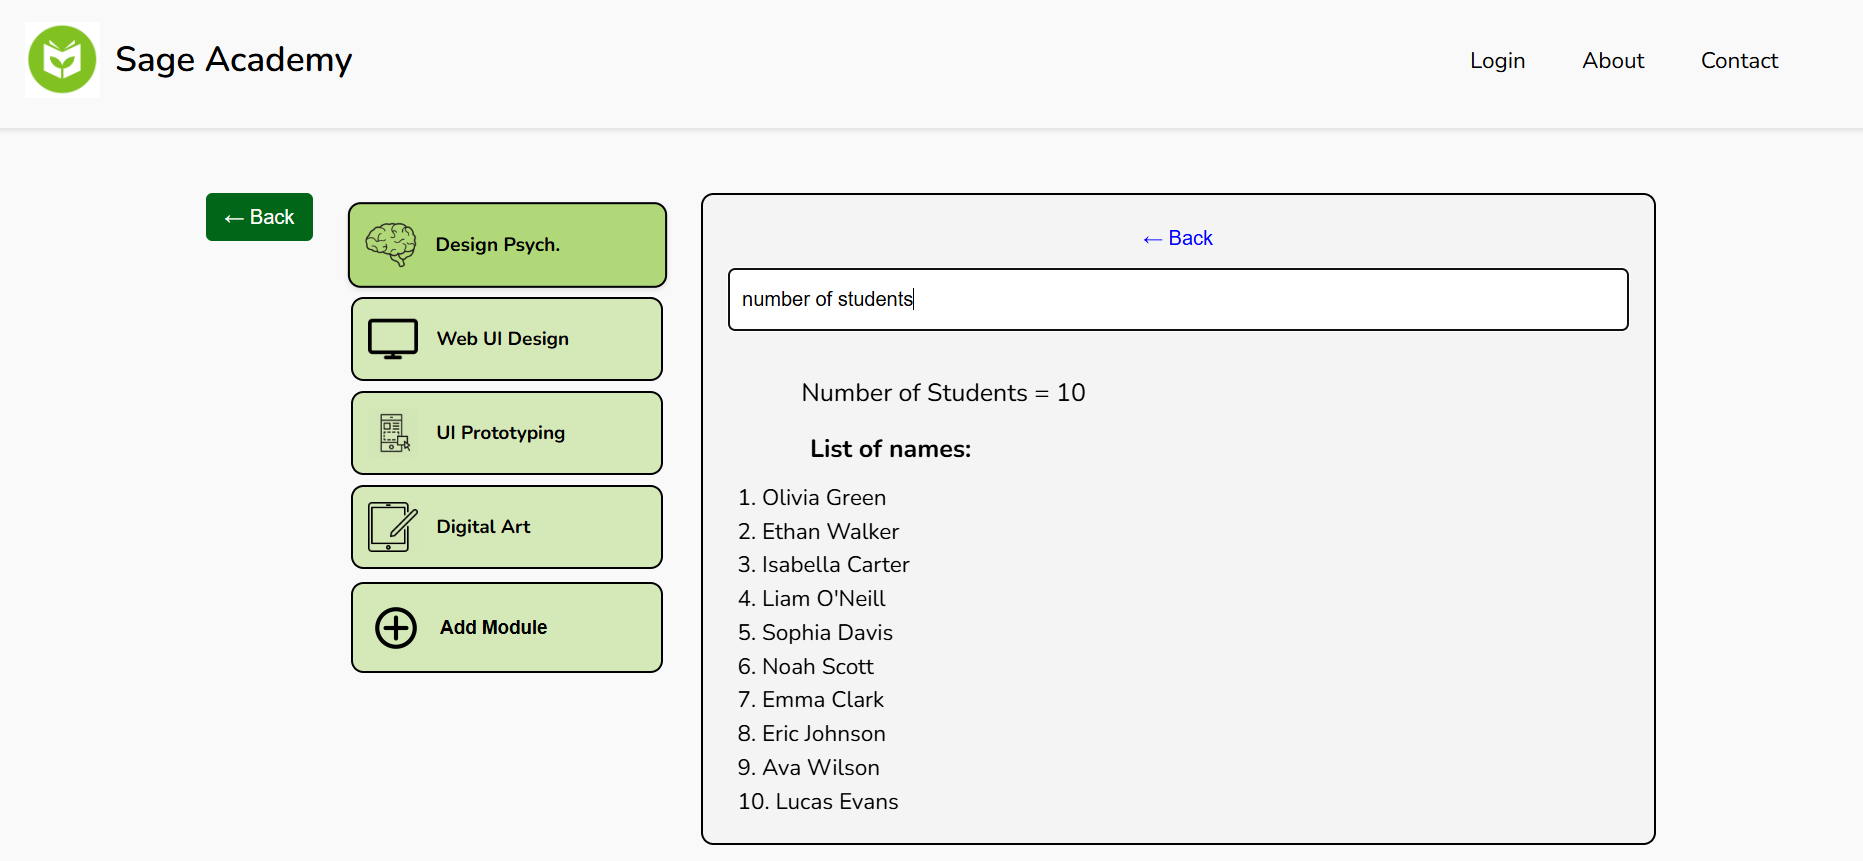 Sage Academy
Login
About
Contact
← Back
Design Psych.
Web UI Design
UI Prototyping
Digital Art
Add Module
← Back
number of students
Number of Students = 10
List of names:
1. Olivia Green
2. Ethan Walker
3. Isabella Carter
4. Liam O'Neill
5. Sophia Davis
6. Noah Scott
7. Emma Clark
8. Eric Johnson
9. Ava Wilson
10. Lucas Evans